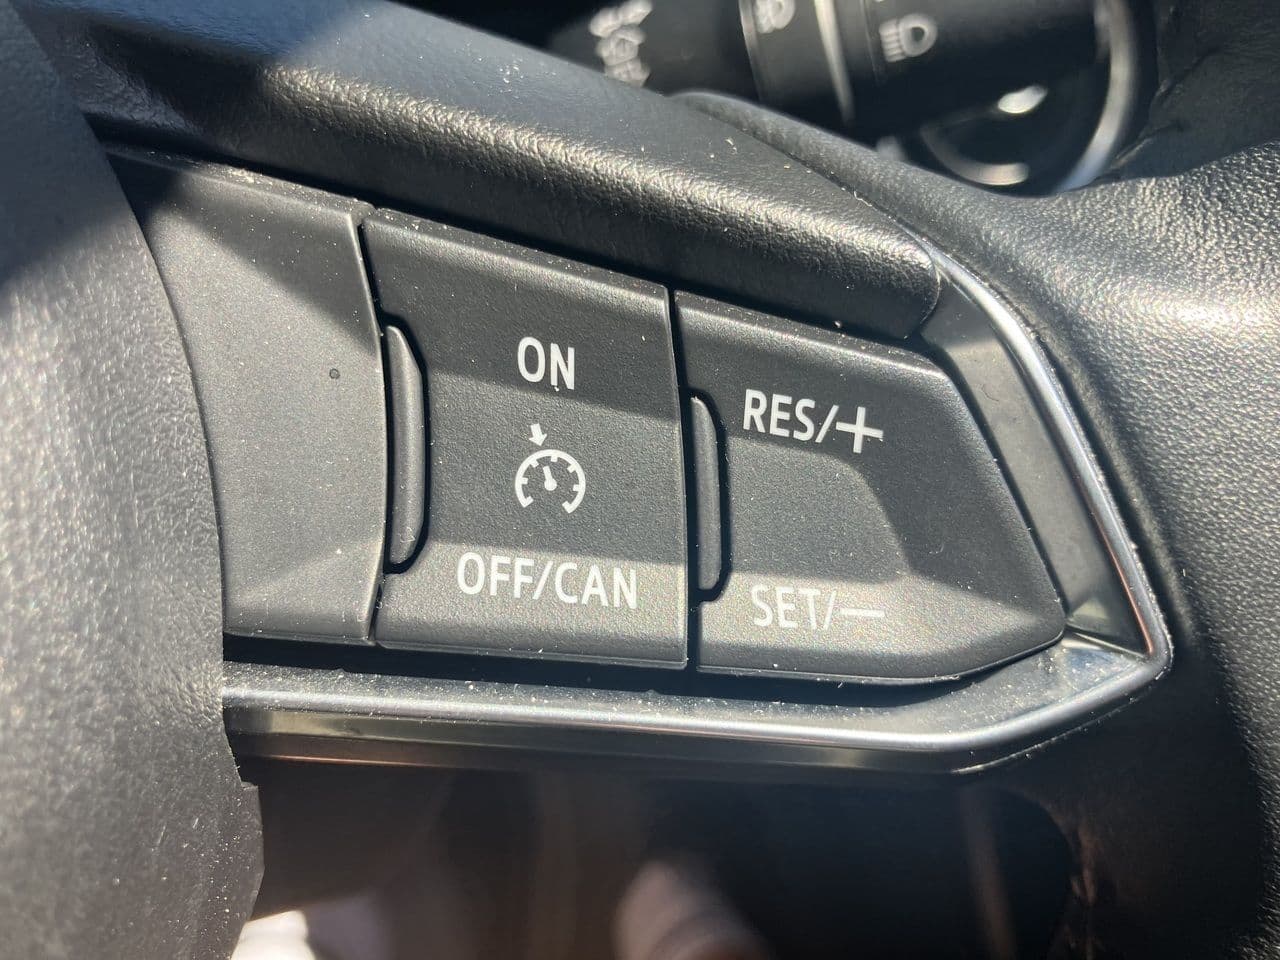 ON
OFF/CAN
RES/+
SET/−